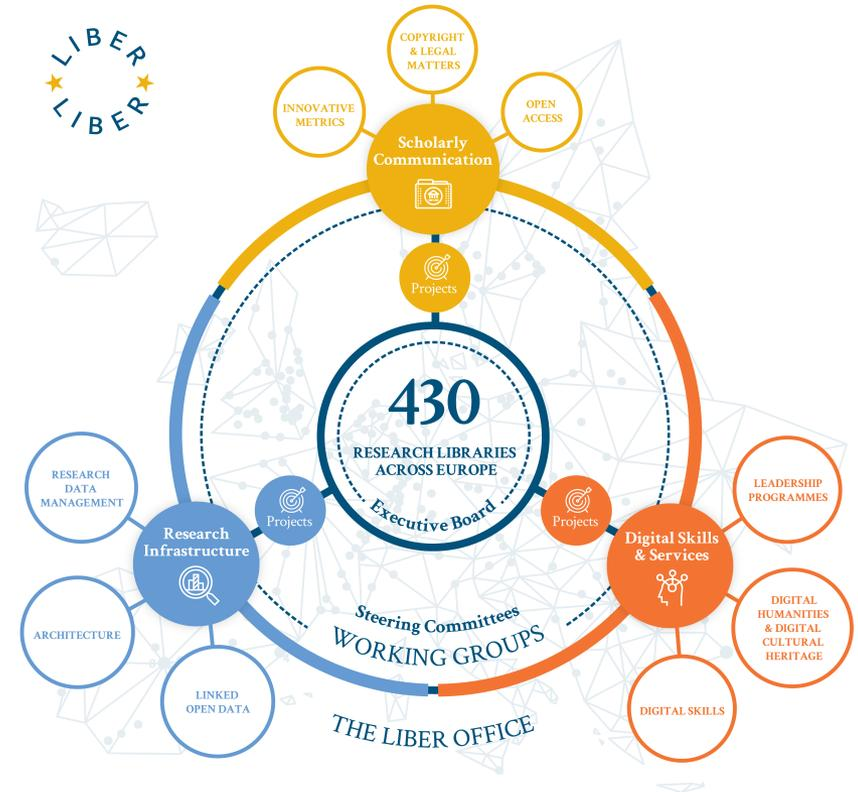 LIBER
LIBER
COPYRIGHT
& LEGAL
MATTERS
INNOVATIVE
METRICS
OPEN
ACCESS
Scholarly
Communication
Projects
430
RESEARCH LIBRARIES
ACROSS EUROPE
Executive Board
RESEARCH
DATA
MANAGEMENT
Research
Infrastructure
Projects
ARCHITECTURE
LINKED
OPEN DATA
Projects
Digital Skills
& Services
LEADERSHIP
PROGRAMMES
DIGITAL
HUMANITIES
& DIGITAL
CULTURAL
HERITAGE
DIGITAL SKILLS
Steering Committees
WORKING GROUPS
THE LIBER OFFICE